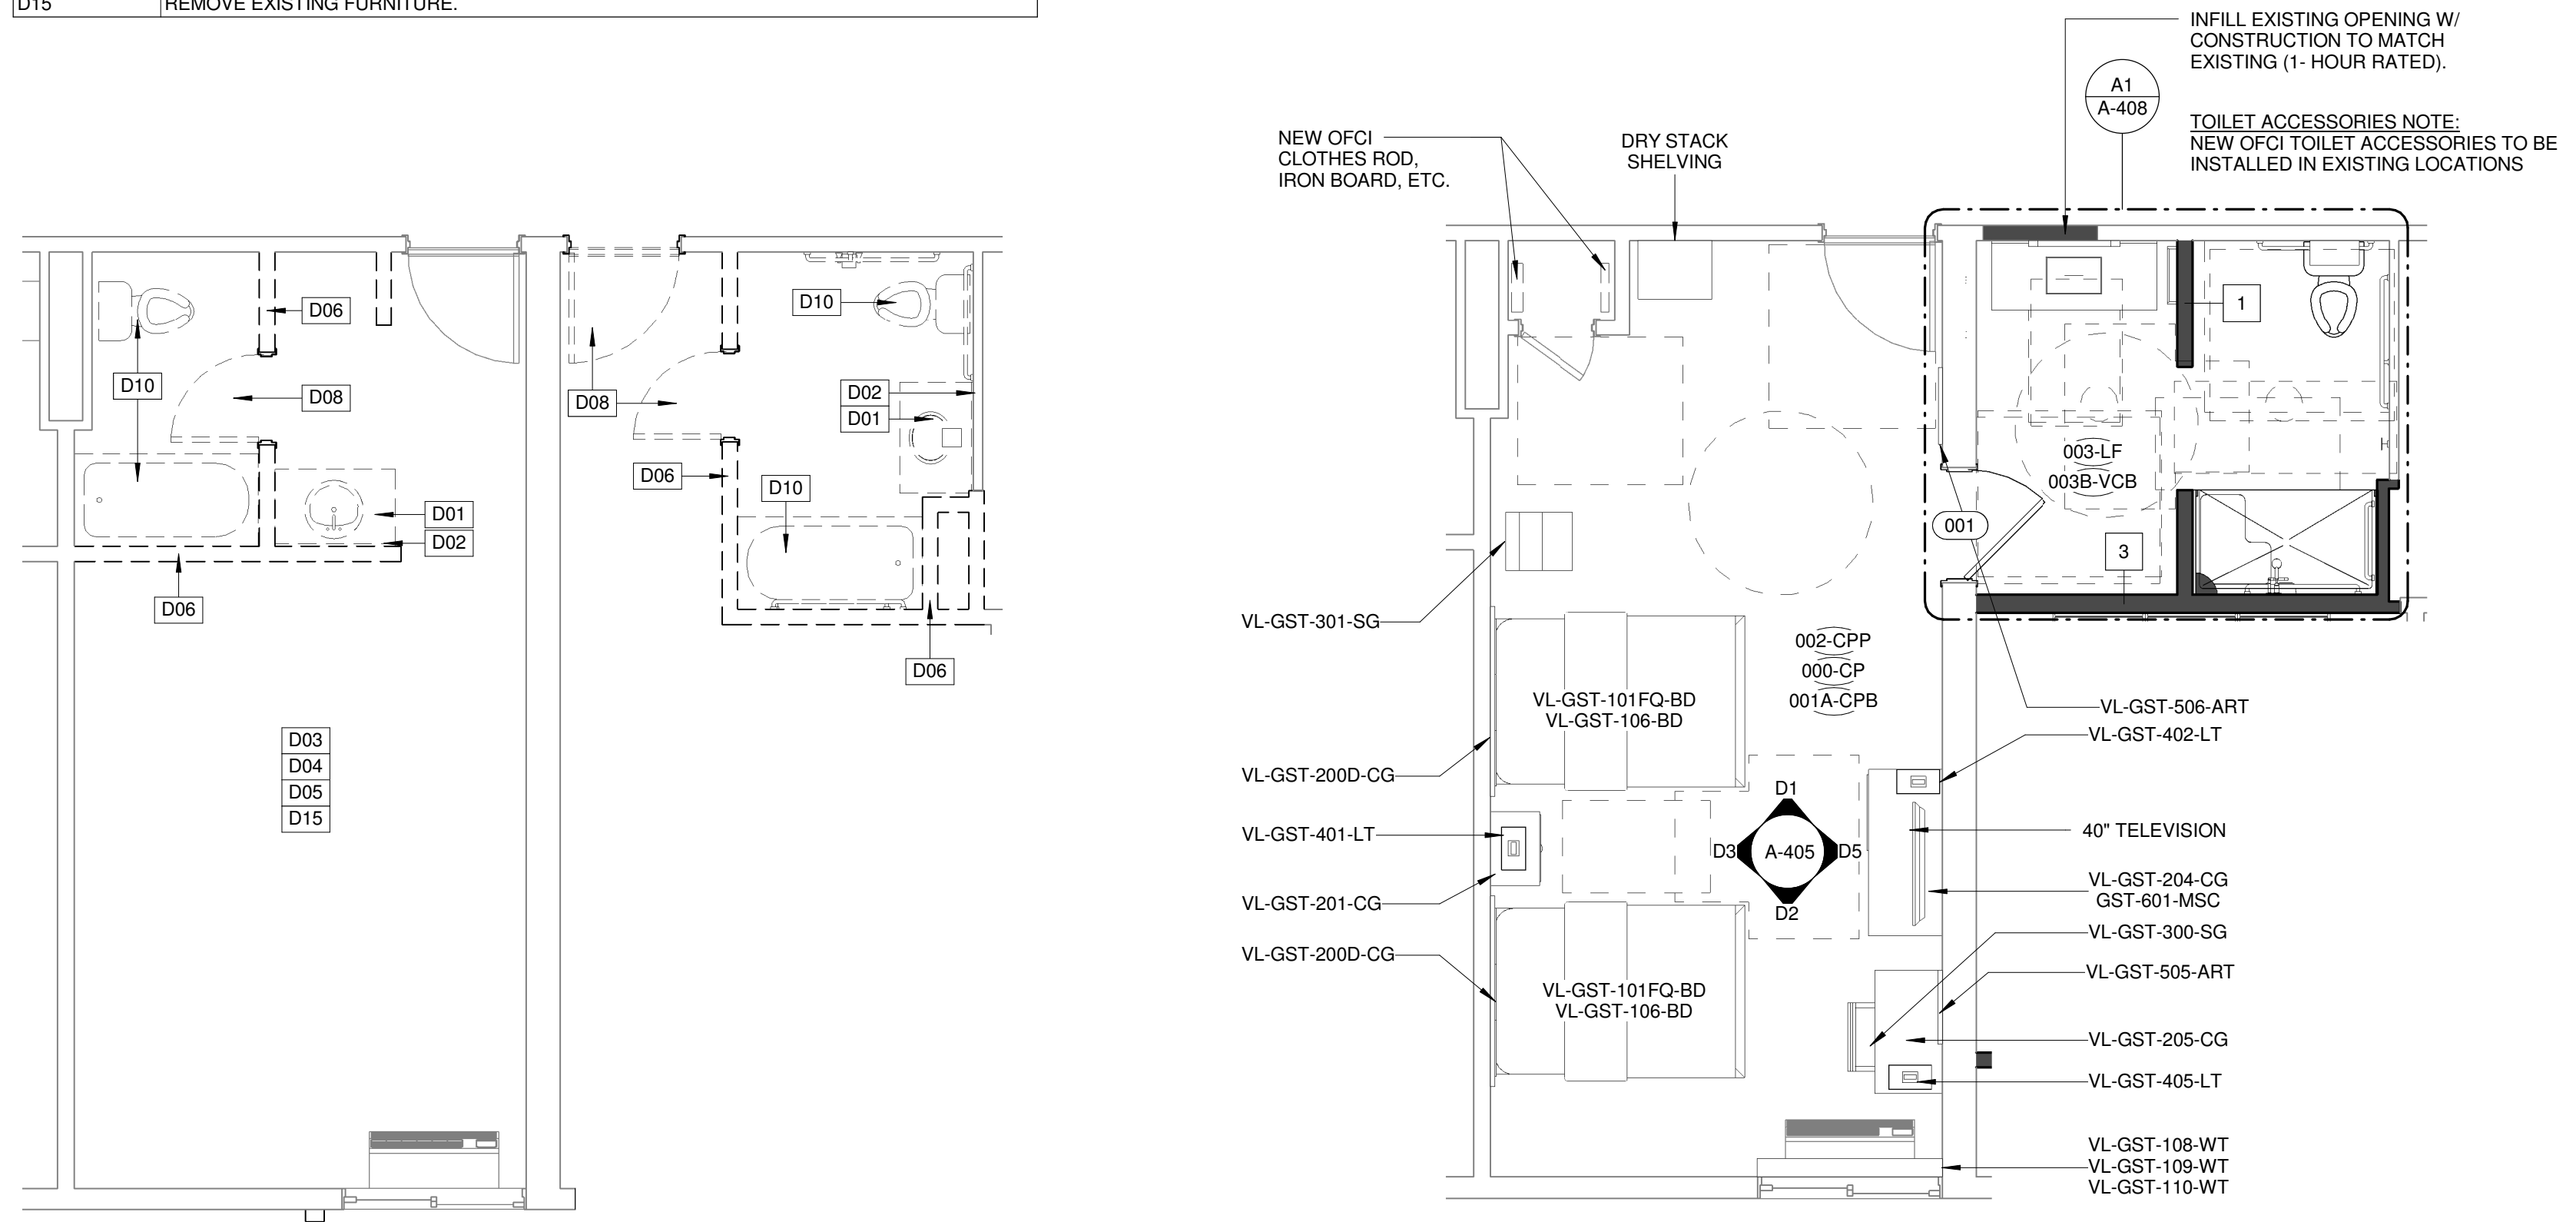 D15 REMOVE EXISTING FURNITURE.
D06
D10
D08
D01
D02
D06
D03
D04
D05
D15
D10
D08
D02
D01
D06
D10
D06
INFILL EXISTING OPENING W/
CONSTRUCTION TO MATCH
EXISTING (1- HOUR RATED).
A1
A-408
TOILET ACCESSORIES NOTE:
NEW OFCI TOILET ACCESSORIES TO BE
INSTALLED IN EXISTING LOCATIONS
NEW OFCI
CLOTHES ROD,
IRON BOARD, ETC.
DRY STACK
SHELVING
1
003-LF
003B-VCB
001
3
VL-GST-301-SG
002-CPP
000-CP
001A-CPB
VL-GST-101FQ-BD
VL-GST-106-BD
VL-GST-200D-CG
VL-GST-401-LT
VL-GST-201-CG
VL-GST-200D-CG
D1
D3
A-405
D5
D2
VL-GST-101FQ-BD
VL-GST-106-BD
VL-GST-506-ART
VL-GST-402-LT
40" TELEVISION
VL-GST-204-CG
GST-601-MSC
VL-GST-300-SG
VL-GST-505-ART
VL-GST-205-CG
VL-GST-405-LT
VL-GST-108-WT
VL-GST-109-WT
VL-GST-110-WT